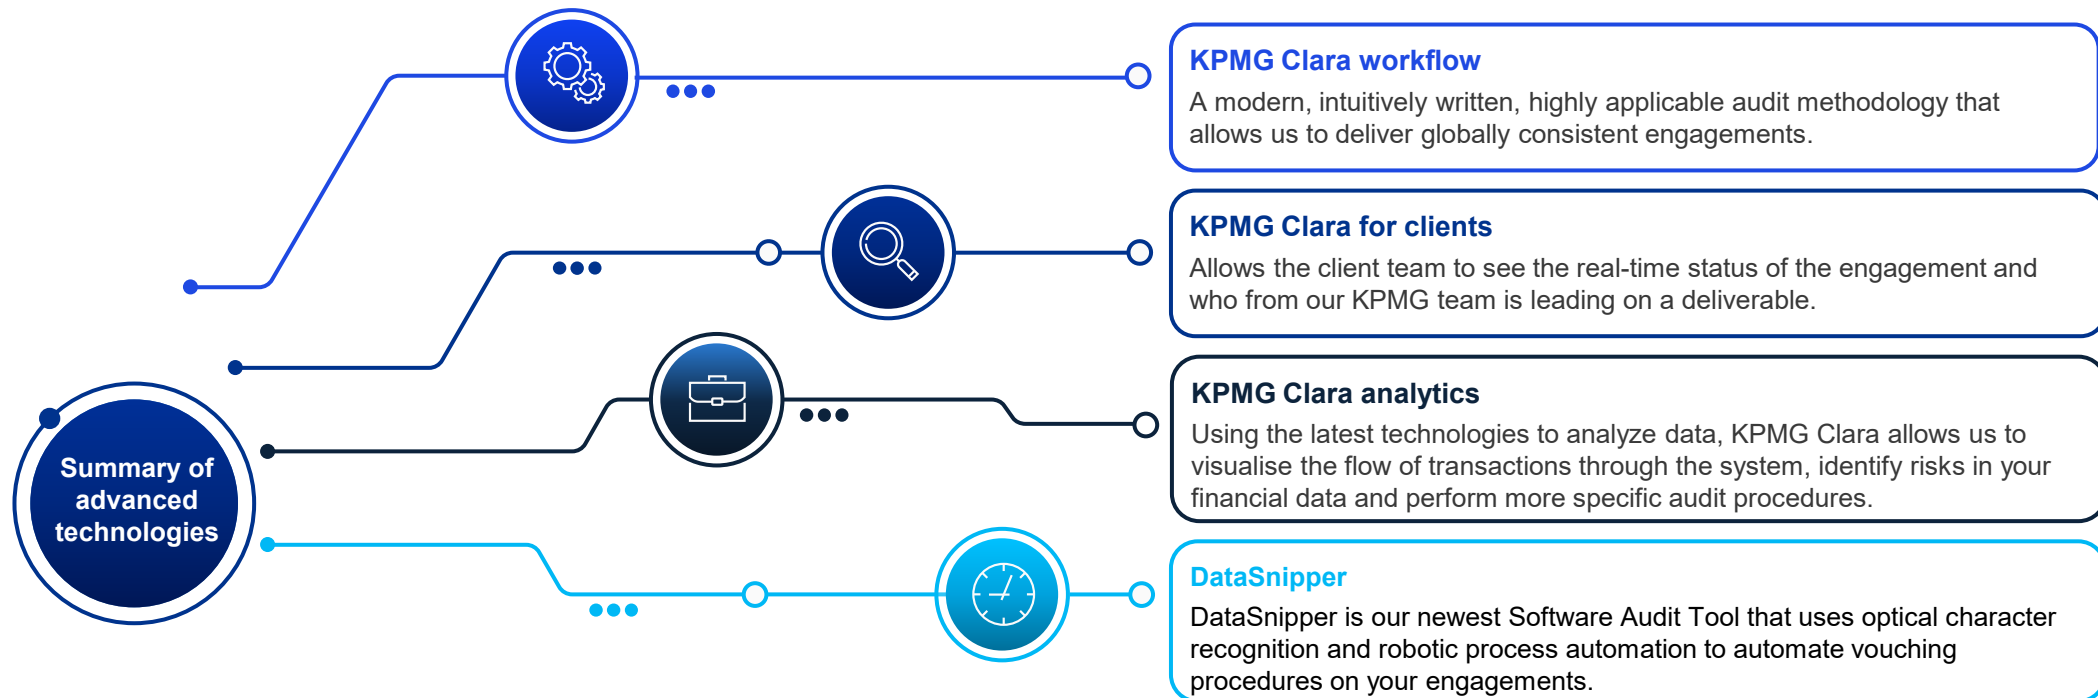 KPMG Clara workflow
A modern, intuitively written, highly applicable audit methodology that
allows us to deliver globally consistent engagements.
KPMG Clara for clients
Allows the client team to see the real-time status of the engagement and
who from our KPMG team is leading on a deliverable.
KPMG Clara analytics
Using the latest technologies to analyze data, KPMG Clara allows us to
visualise the flow of transactions through the system, identify risks in your
financial data and perform more specific audit procedures.
Summary of
advanced
technologies
DataSnipper
DataSnipper is our newest Software Audit Tool that uses optical character
recognition and robotic process automation to automate vouching
procedures on your engagements.